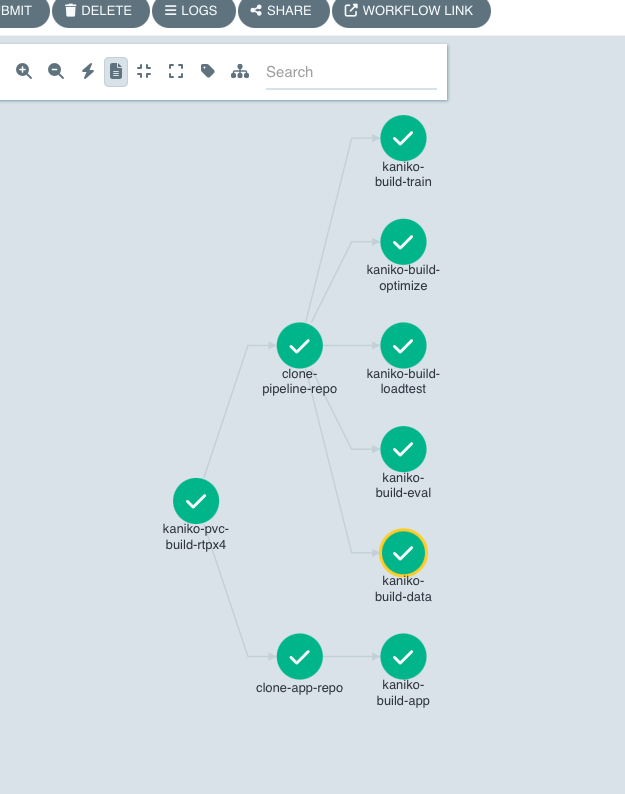 BMIT DELETE LOGS SHARE WORKFLOW LINK
Search
kaniko-
build-train
kaniko-build-
optimize
clone-
pipeline-repo
kaniko-build-
loadtest
kaniko-
build-eval
kaniko-pvc-
build-rtpx4
kaniko-
build-data
clone-app-repo
kaniko-
build-app